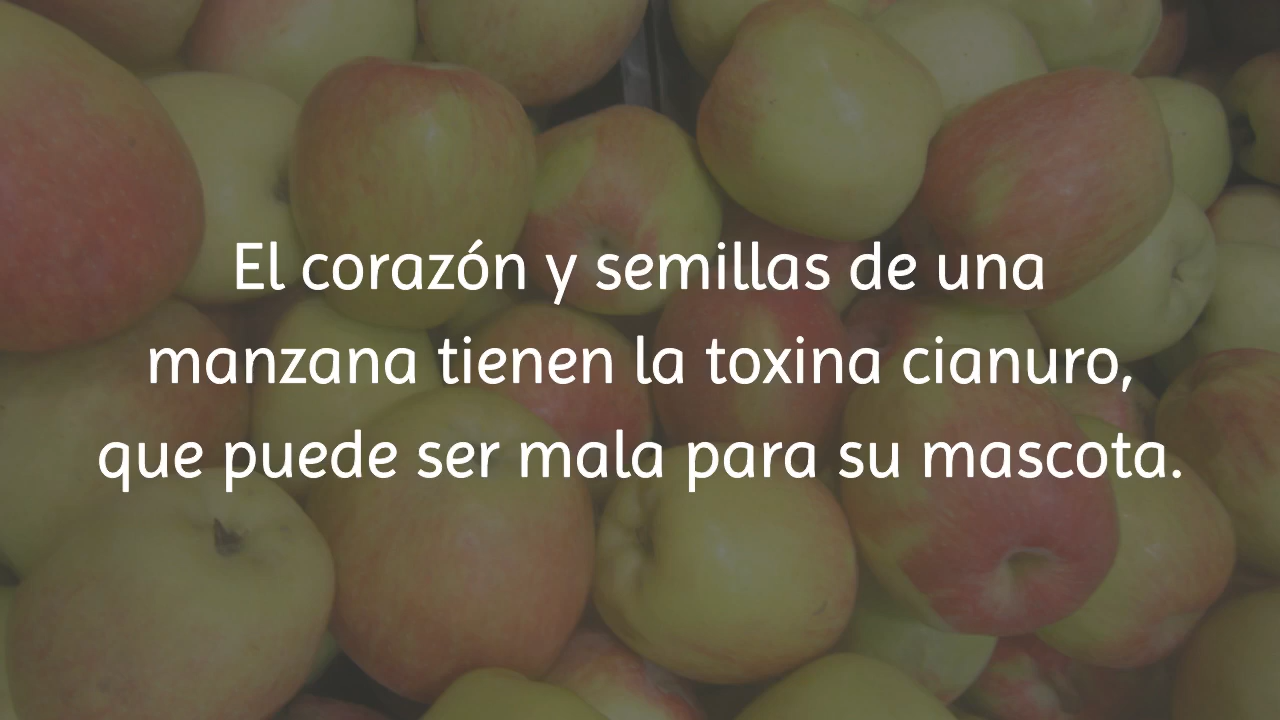 El corazón y semillas de una
manzana tienen la toxina cianuro,
que puede ser mala para su mascota.